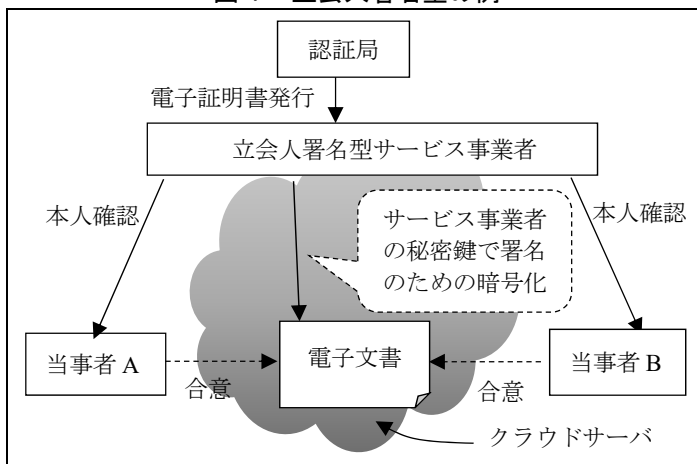 認証局
電子証明書発行
立会人署名型サービス事業者
本人確認
サービス事業者
の秘密鍵で署名
のための暗号化
本人確認
当事者 A
合意
電子文書
合意
当事者 B
クラウドサーバ